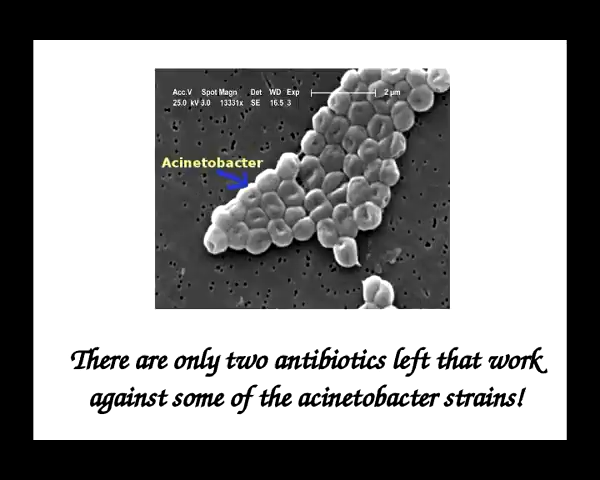 Acc.V Spot Magn Det WD Exp 2 µm
25.0 kV 3.0 13331x SE 16.5 3
Acinetobacter
There are only two antibiotics left that work
against some of the acinetobacter strains!